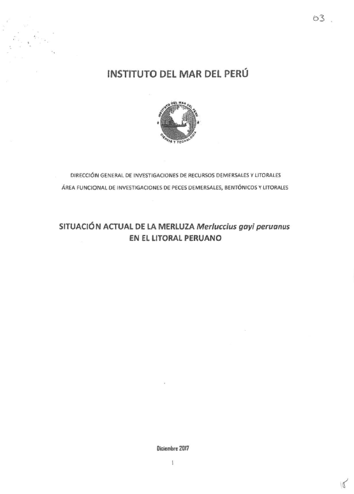 03
INSTITUTO DEL MAR DEL PERÚ
DIRECCIÓN GENERAL DE INVESTIGACIONES DE RECURSOS DEMERSALES Y LITORALES
ÁREA FUNCIONAL DE INVESTIGACIONES DE PECES DEMERSALES, BENTÓNICOS Y LITORALES
SITUACIÓN ACTUAL DE LA MERLUZA Merluccius gayi peruanus
EN EL LITORAL PERUANO
Diciembre 2017
1